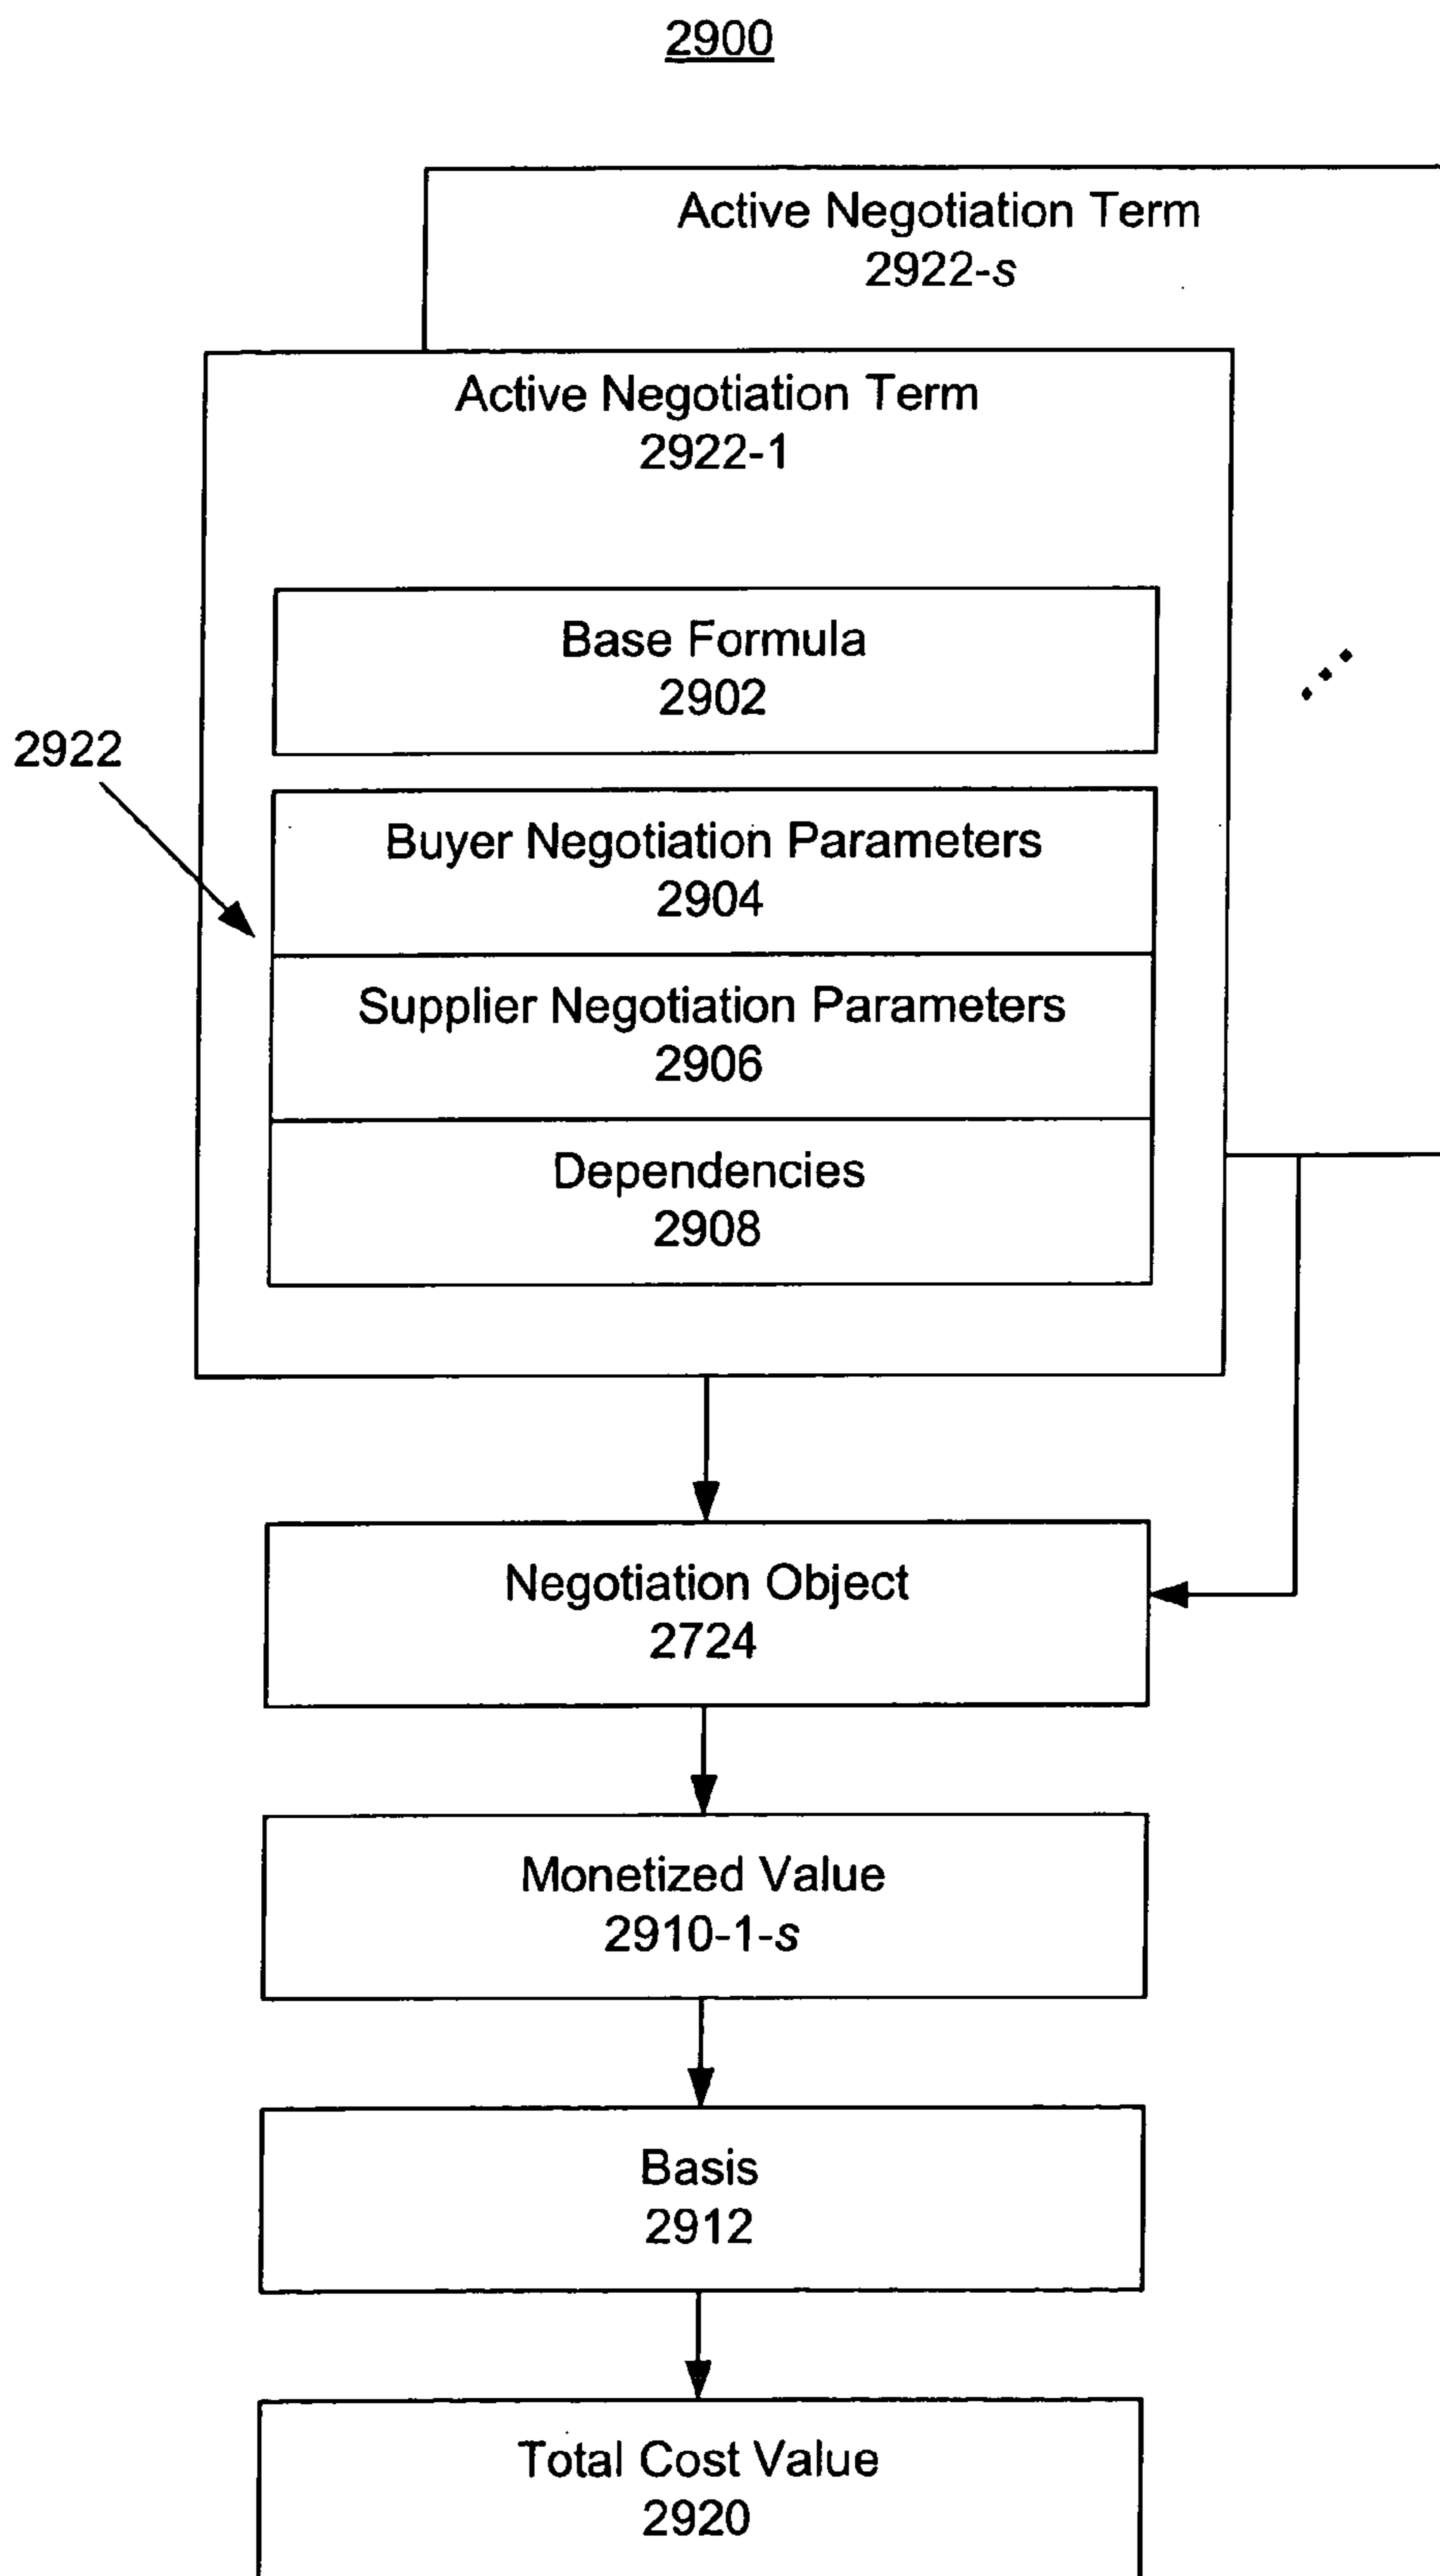 2900
Active Negotiation Term
2922-s
Active Negotiation Term
2922-1
Base Formula
2902
2922
Buyer Negotiation Parameters
2904
Supplier Negotiation Parameters
2906
Dependencies
2908
Negotiation Object
2724
Monetized Value
2910-1-s
Basis
2912
Total Cost Value
2920